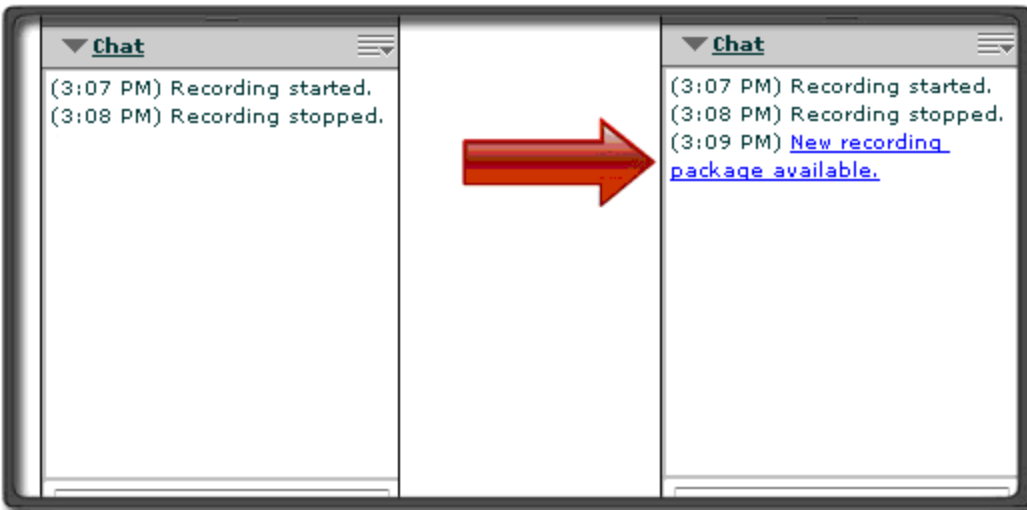 Chat
(3:07 PM) Recording started.
(3:08 PM) Recording stopped.
Chat
(3:07 PM) Recording started.
(3:08 PM) Recording stopped.
(3:09 PM) New recording
package available.